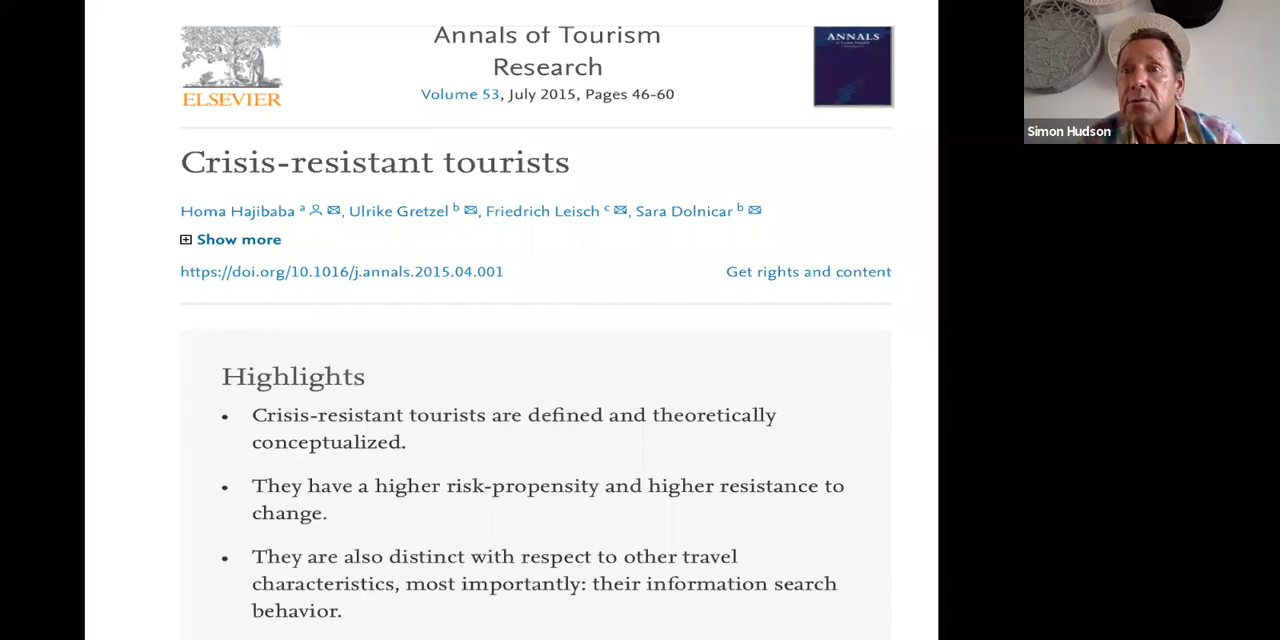 Annals of Tourism
Research
Volume 53, July 2015, Pages 46-60
ELSEVIER
ANNALS
Crisis-resistant tourists
Homa Hajibaba a, Ulrike Gretzel b, Friedrich Leisch c, Sara Dolnicar b
Show more
https://doi.org/10.1016/j.annals.2015.04.001
Get rights and content
Highlights
• Crisis-resistant tourists are defined and theoretically
conceptualized.
• They have a higher risk-propensity and higher resistance to
change.
• They are also distinct with respect to other travel
characteristics, most importantly: their information search
behavior.
Simon Hudson